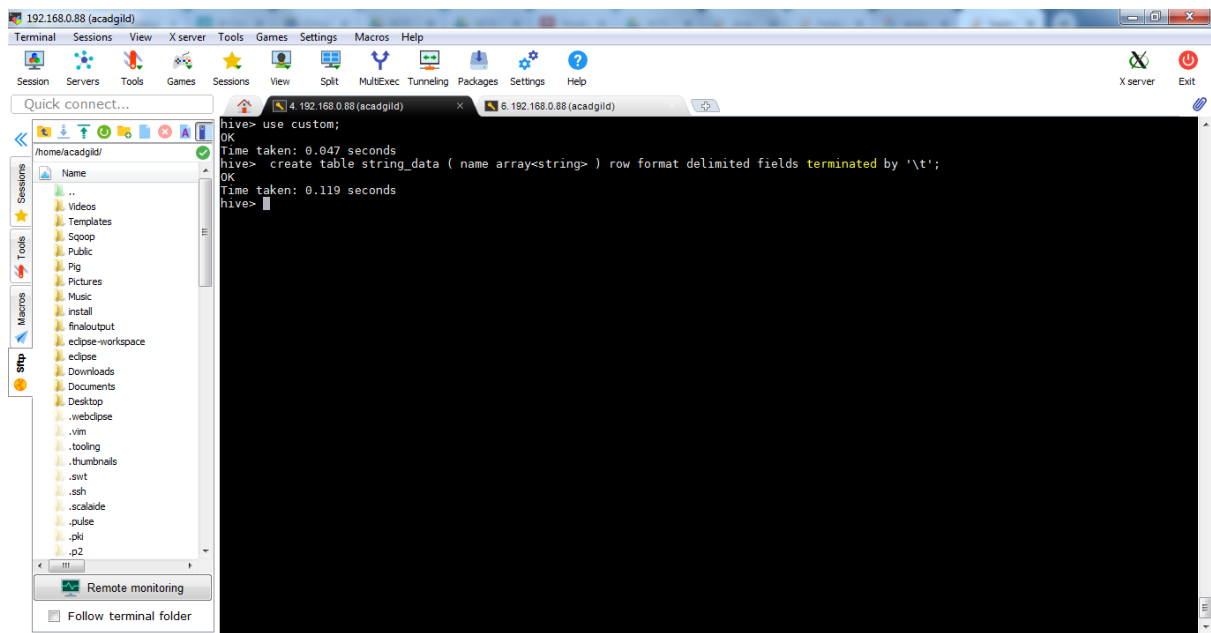 192.168.0.88 (acadgild)
Terminal Sessions View X server Tools Games Settings Macros Help
Session Servers Tools Games Sessions View Split MultiExec Tunneling Packages Settings Help X server Exit
Quick connect...
4. 192.168.0.88 (acadgild) × 6. 192.168.0.88 (acadgild)
/home/acadgild/
Name
..
Videos
Templates
Sqoop
Public
Pig
Pictures
Music
install
finaloutput
eclipse-workspace
eclipse
Downloads
Documents
Desktop
.webclipse
.vim
.tooling
.thumbnails
.swt
.ssh
.scalaide
.pulse
.pki
.p2
Remote monitoring
Follow terminal folder
Sessions
Tools
Macros
Sftp
hive> use custom;
OK
Time taken: 0.047 seconds
hive>  create table string_data ( name array<string> ) row format delimited fields terminated by '\t';
OK
Time taken: 0.119 seconds
hive>